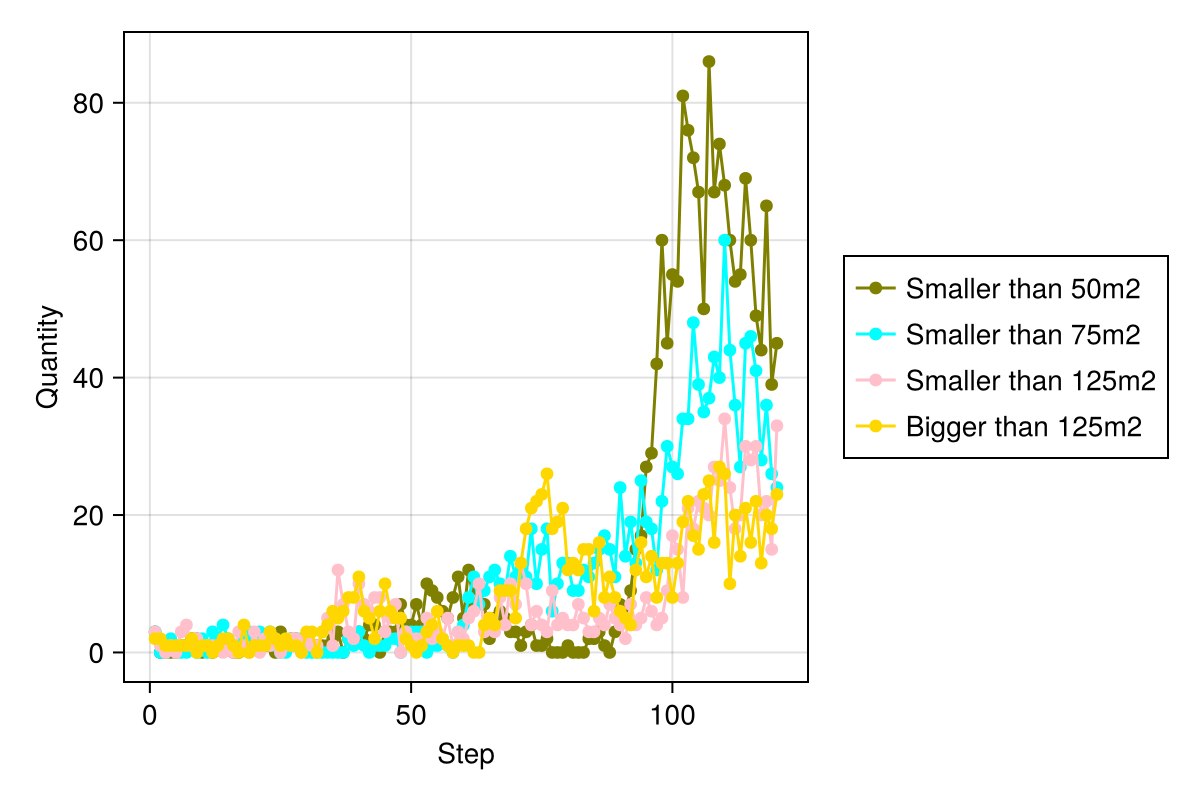 80
60
40
20
0
Quantity
0 50 100
Step
Smaller than 50m2
Smaller than 75m2
Smaller than 125m2
Bigger than 125m2